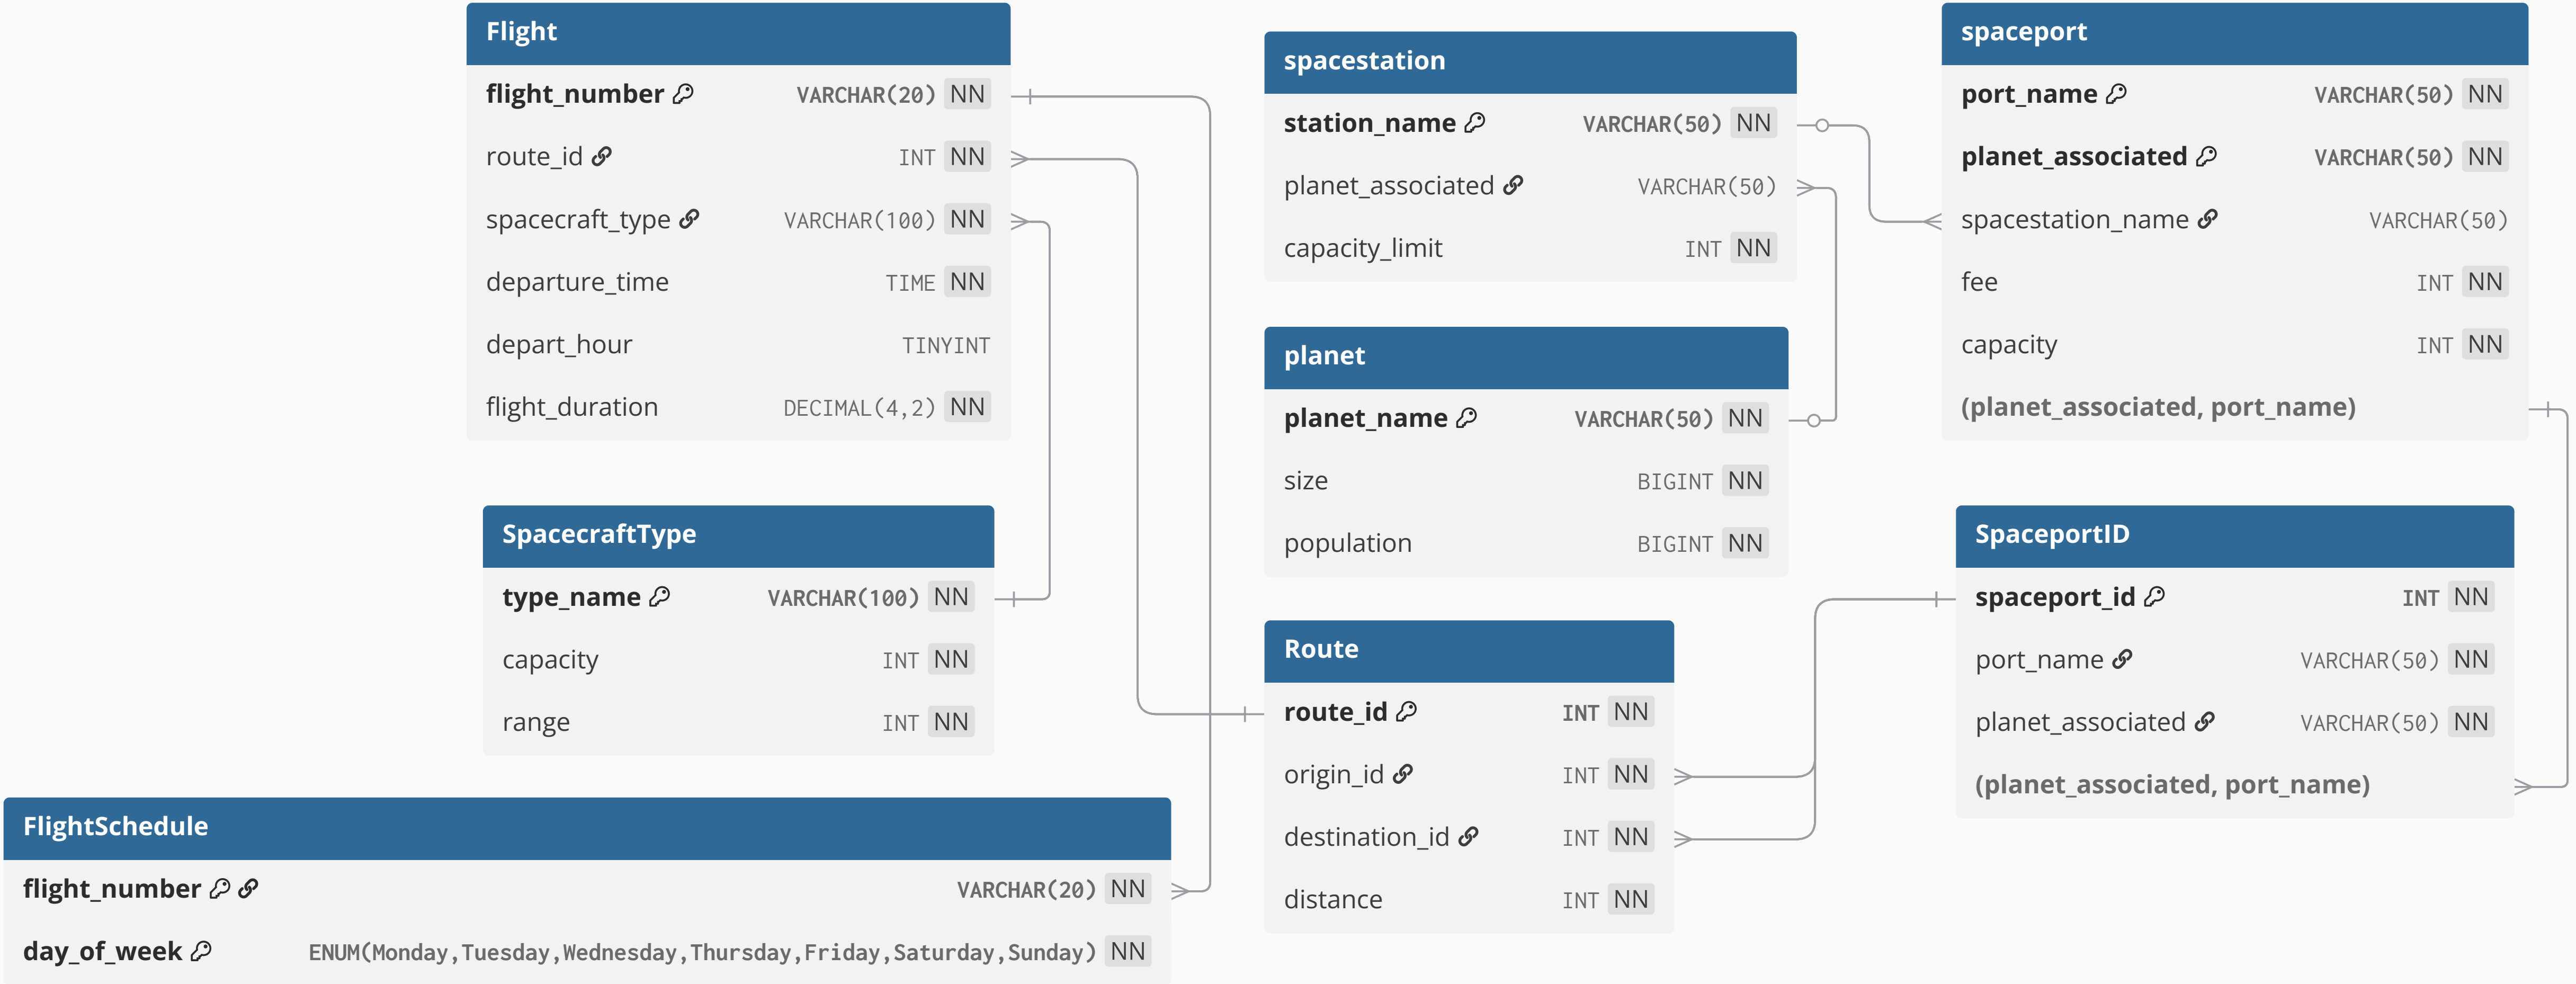 Flight
flight_number VARCHAR(20) NN
route_id INT NN
spacecraft_type VARCHAR(100) NN
departure_time TIME NN
depart_hour TINYINT
flight_duration DECIMAL(4,2) NN
spacestation
station_name VARCHAR(50) NN
planet_associated VARCHAR(50)
capacity_limit INT NN
spaceport
port_name VARCHAR(50) NN
planet_associated VARCHAR(50) NN
spacestation_name VARCHAR(50)
fee INT NN
capacity INT NN
(planet_associated, port_name)
planet
planet_name VARCHAR(50) NN
size BIGINT NN
population BIGINT NN
SpacecraftType
type_name VARCHAR(100) NN
capacity INT NN
range INT NN
SpaceportID
spaceport_id INT NN
port_name VARCHAR(50) NN
planet_associated VARCHAR(50) NN
(planet_associated, port_name)
Route
route_id INT NN
origin_id INT NN
destination_id INT NN
distance INT NN
FlightSchedule
flight_number VARCHAR(20) NN
day_of_week ENUM(Monday,Tuesday,Wednesday,Thursday,Friday,Saturday,Sunday) NN